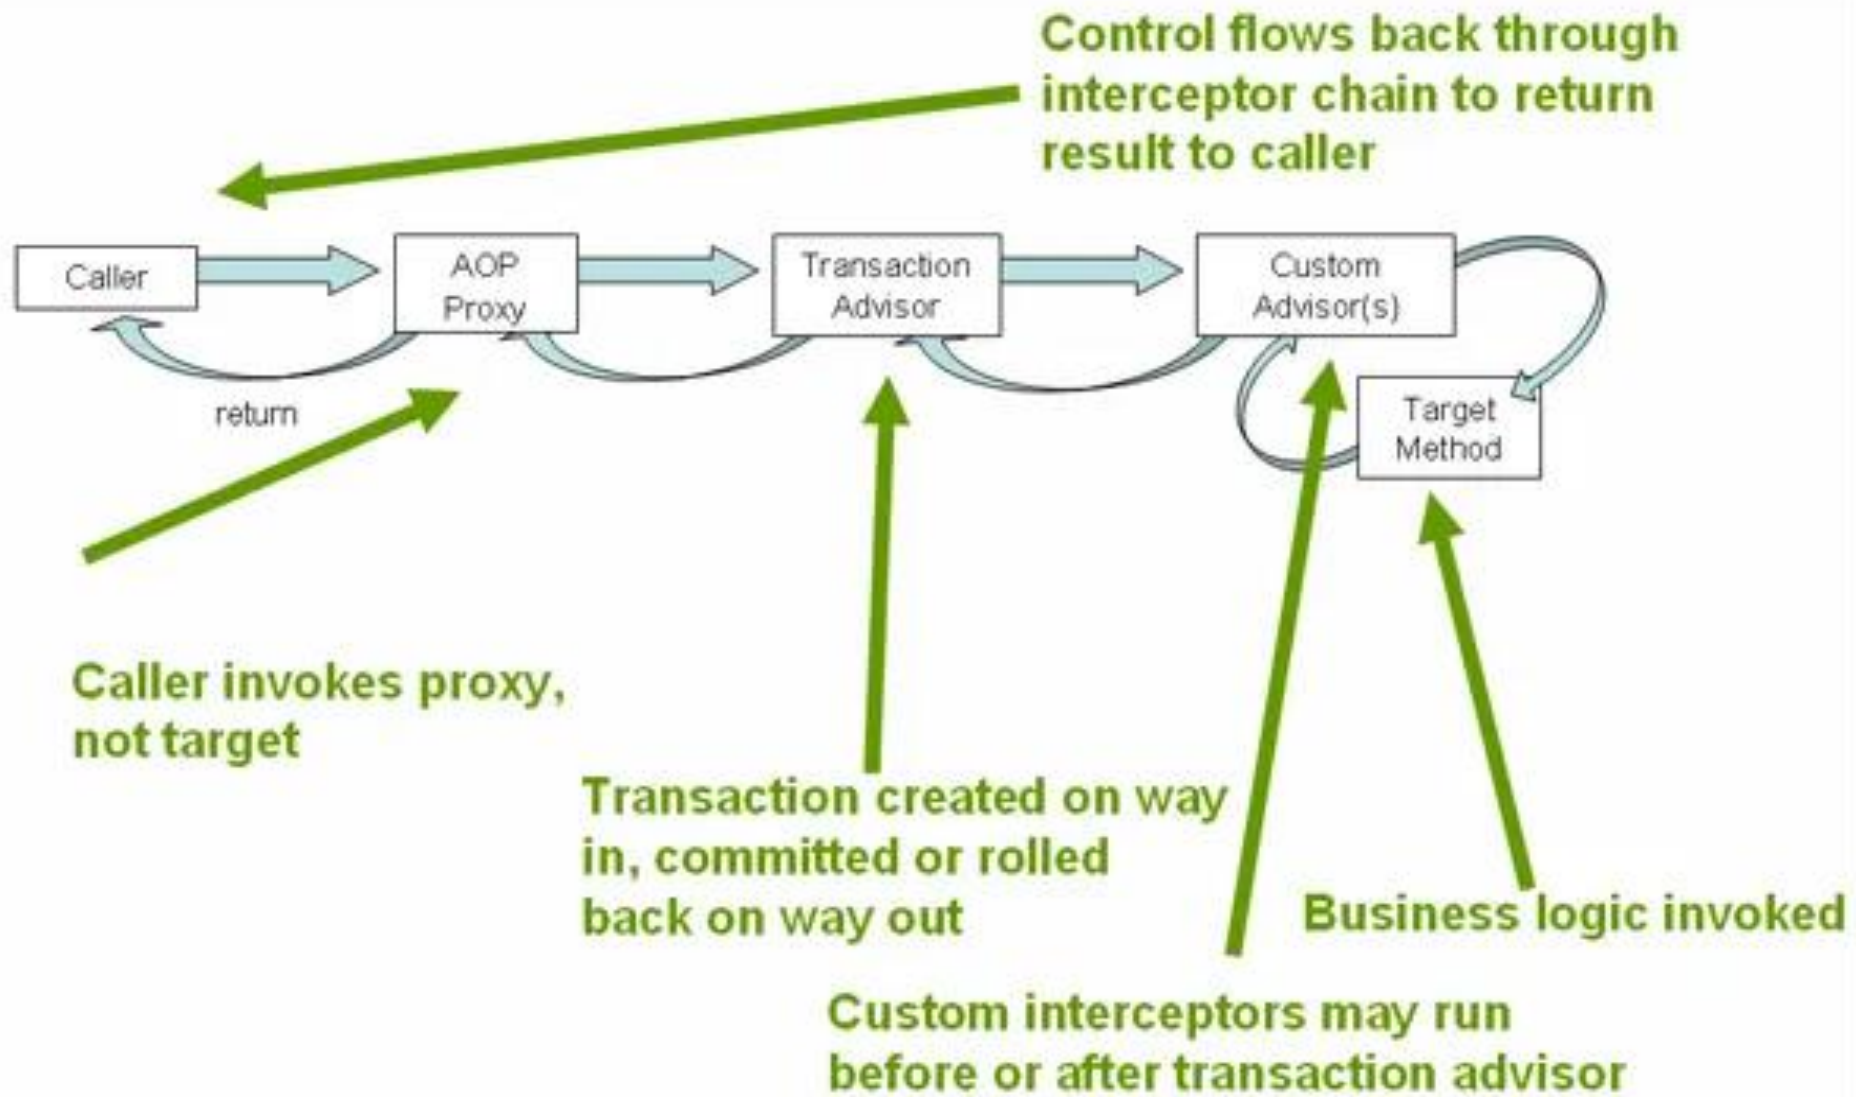 Control flows back through
interceptor chain to return
result to caller
Caller
AOP
Proxy
Transaction
Advisor
Custom
Advisor(s)
return
Target
Method
Caller invokes proxy,
not target
Transaction created on way
in, committed or rolled
back on way out
Business logic invoked
Custom interceptors may run
before or after transaction advisor